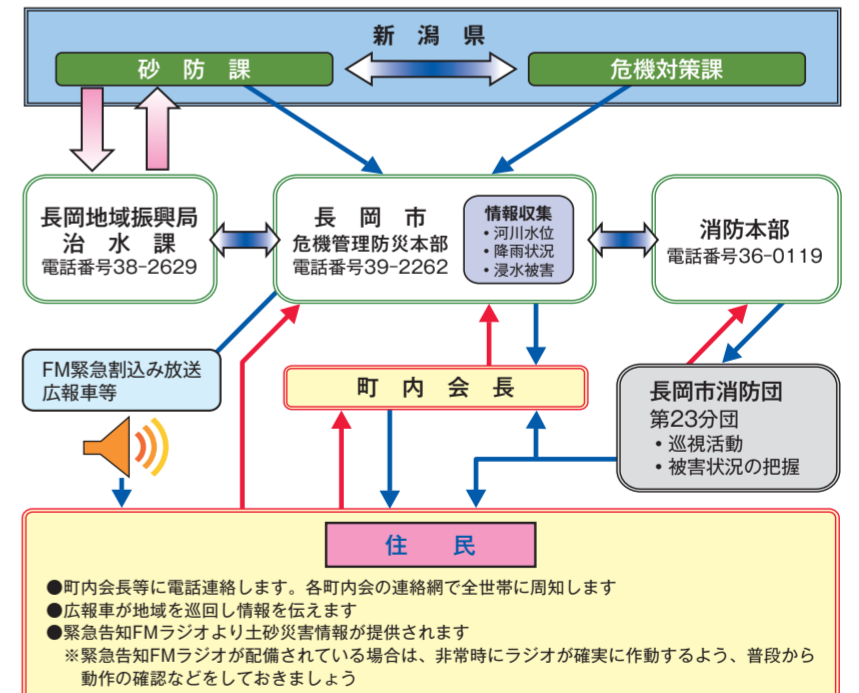 新潟県
砂防課
危機対策課
長岡地域振興局
治水課
電話番号38-2629
長岡市
危機管理防災本部
電話番号39-2262
情報収集
・河川水位
・降雨状況
・浸水被害
消防本部
電話番号36-0119
FM緊急割込み放送
広報車等
町内会長
長岡市消防団
第23分団
・巡視活動
・被害状況の把握
住民
●町内会長等に電話連絡します。各町内会の連絡網で全世帯に周知します
●広報車が地域を巡回し情報を伝えます
●緊急告知FMラジオより土砂災害情報が提供されます
※緊急告知FMラジオが配備されている場合は、非常時にラジオが確実に作動するよう、普段から
動作の確認などをしておきましょう